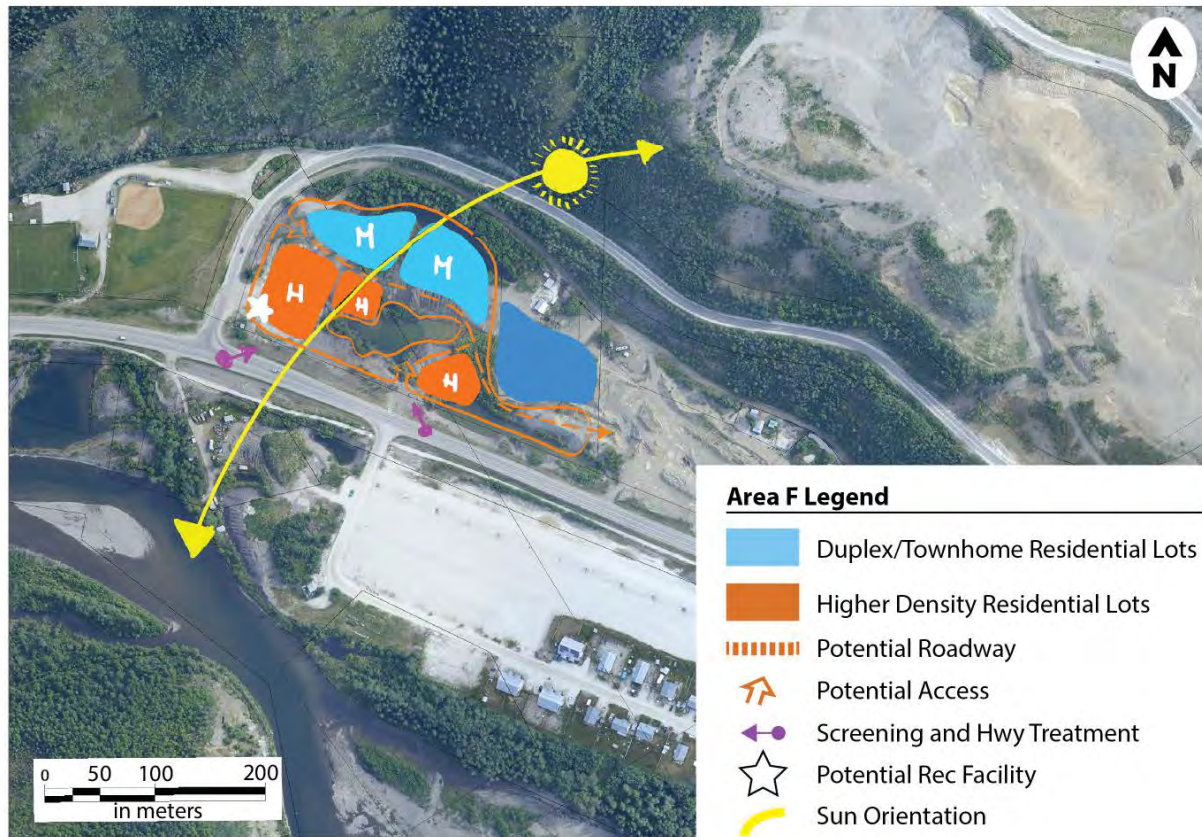 N
M
M
H
H
H
Area F Legend
Duplex/Townhome Residential Lots
Higher Density Residential Lots
Potential Roadway
Potential Access
Screening and Hwy Treatment
Potential Rec Facility
Sun Orientation
0 50 100 200
in meters